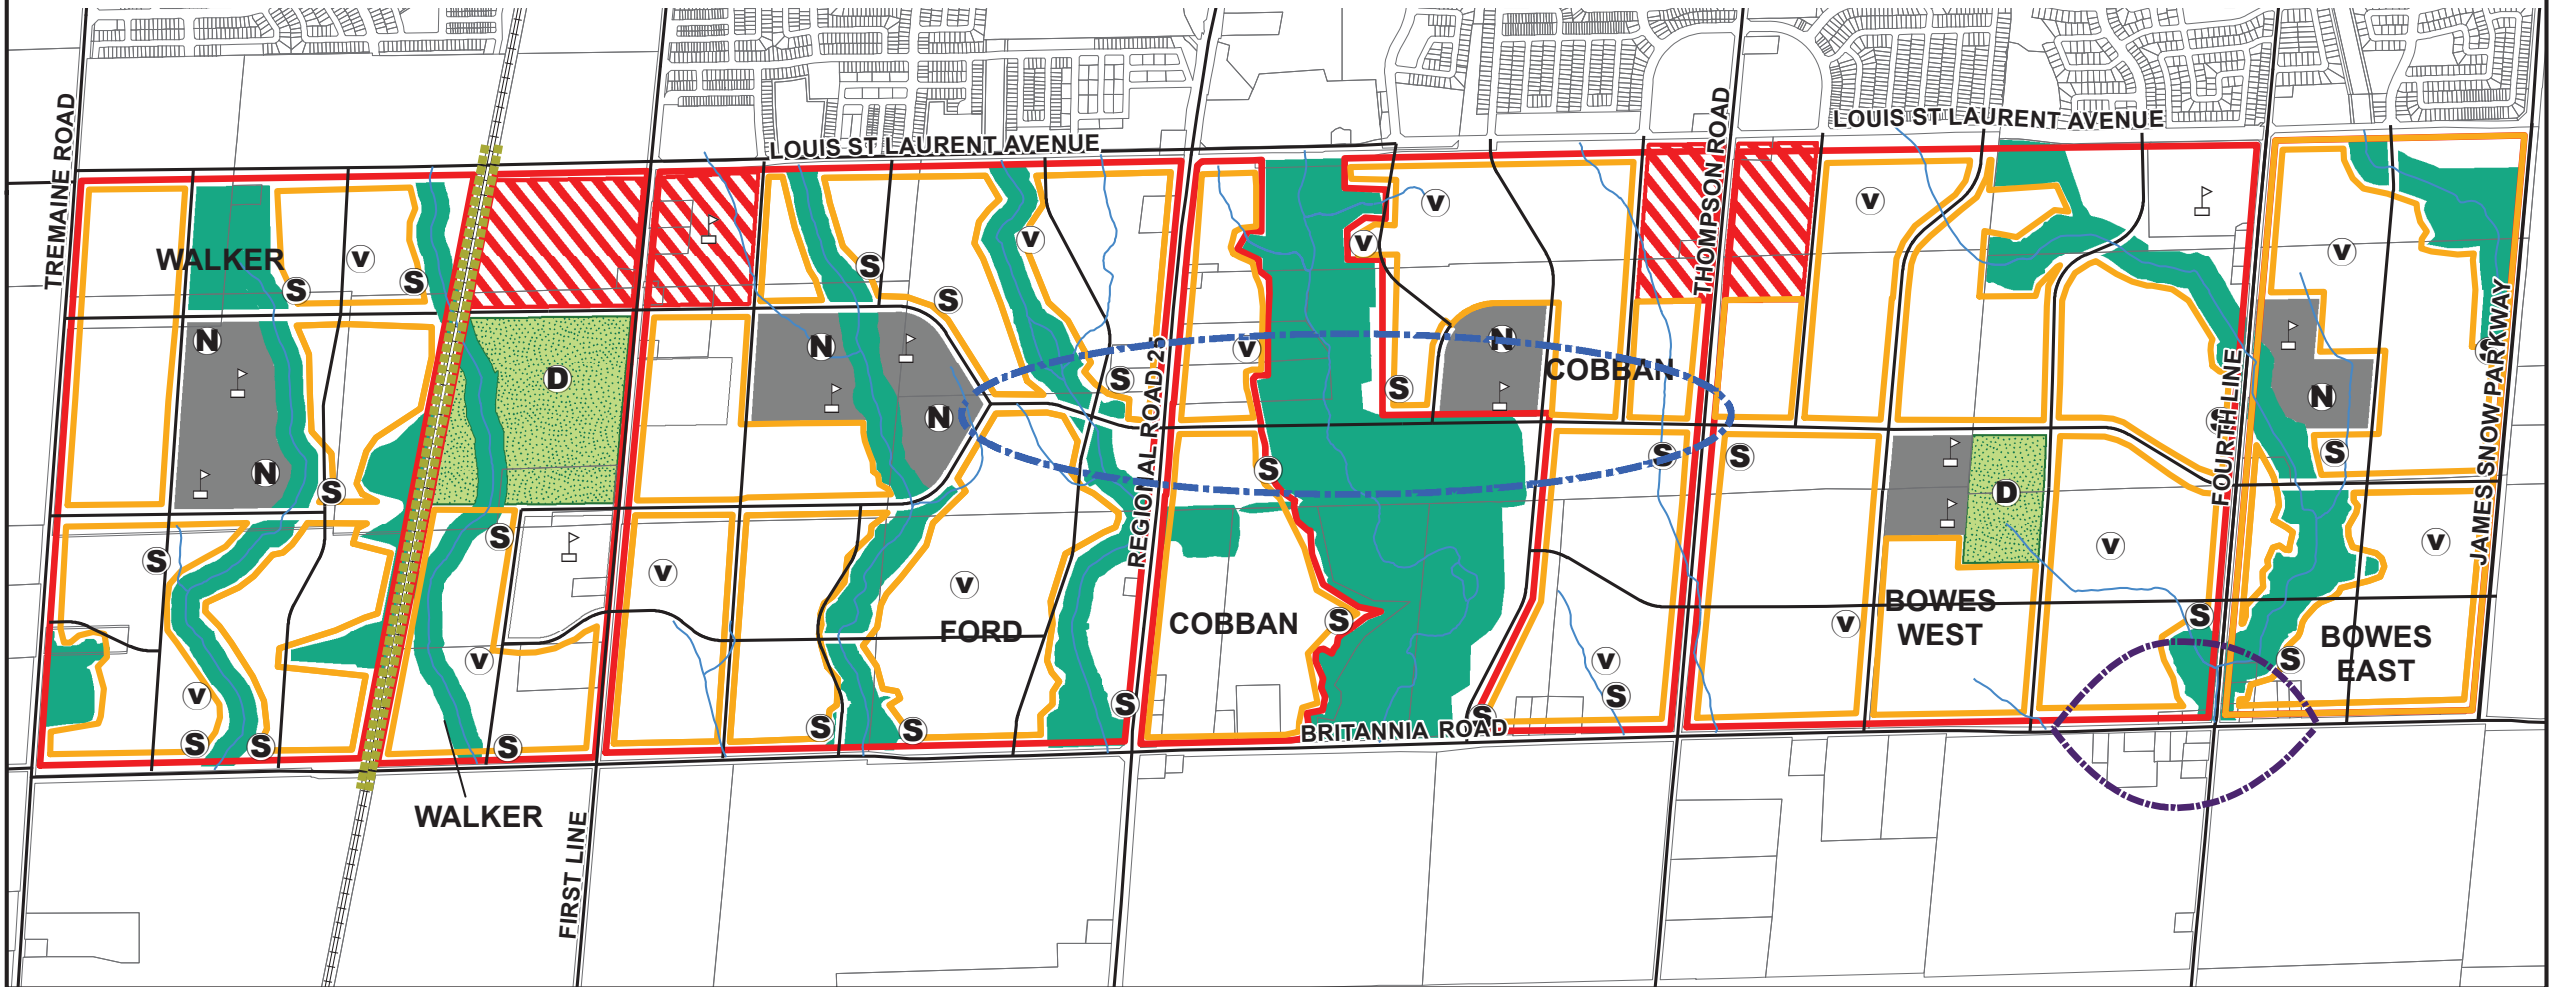 LOUIS ST LAURENT AVENUE
LOUIS ST LAURENT AVENUE
TREMAINE ROAD
THOMPSON ROAD
WALKER
V
S
S
V
S
S
V
V
V
V
V
N
N
D
N
N
S
V
S
N
COBBAN
REGIONAL ROAD 25
FOURTH LINE
JAMES SNOW PARKWAY
N
S
N
S
S
S
S
D
S
S
V
V
V
V
V
FORD
COBBAN
S
V
S
BOWES
WEST
V
S
S
BOWES
EAST
V
S
S
S
S
S
S
S
BRITANNIA ROAD
WALKER
FIRST LINE